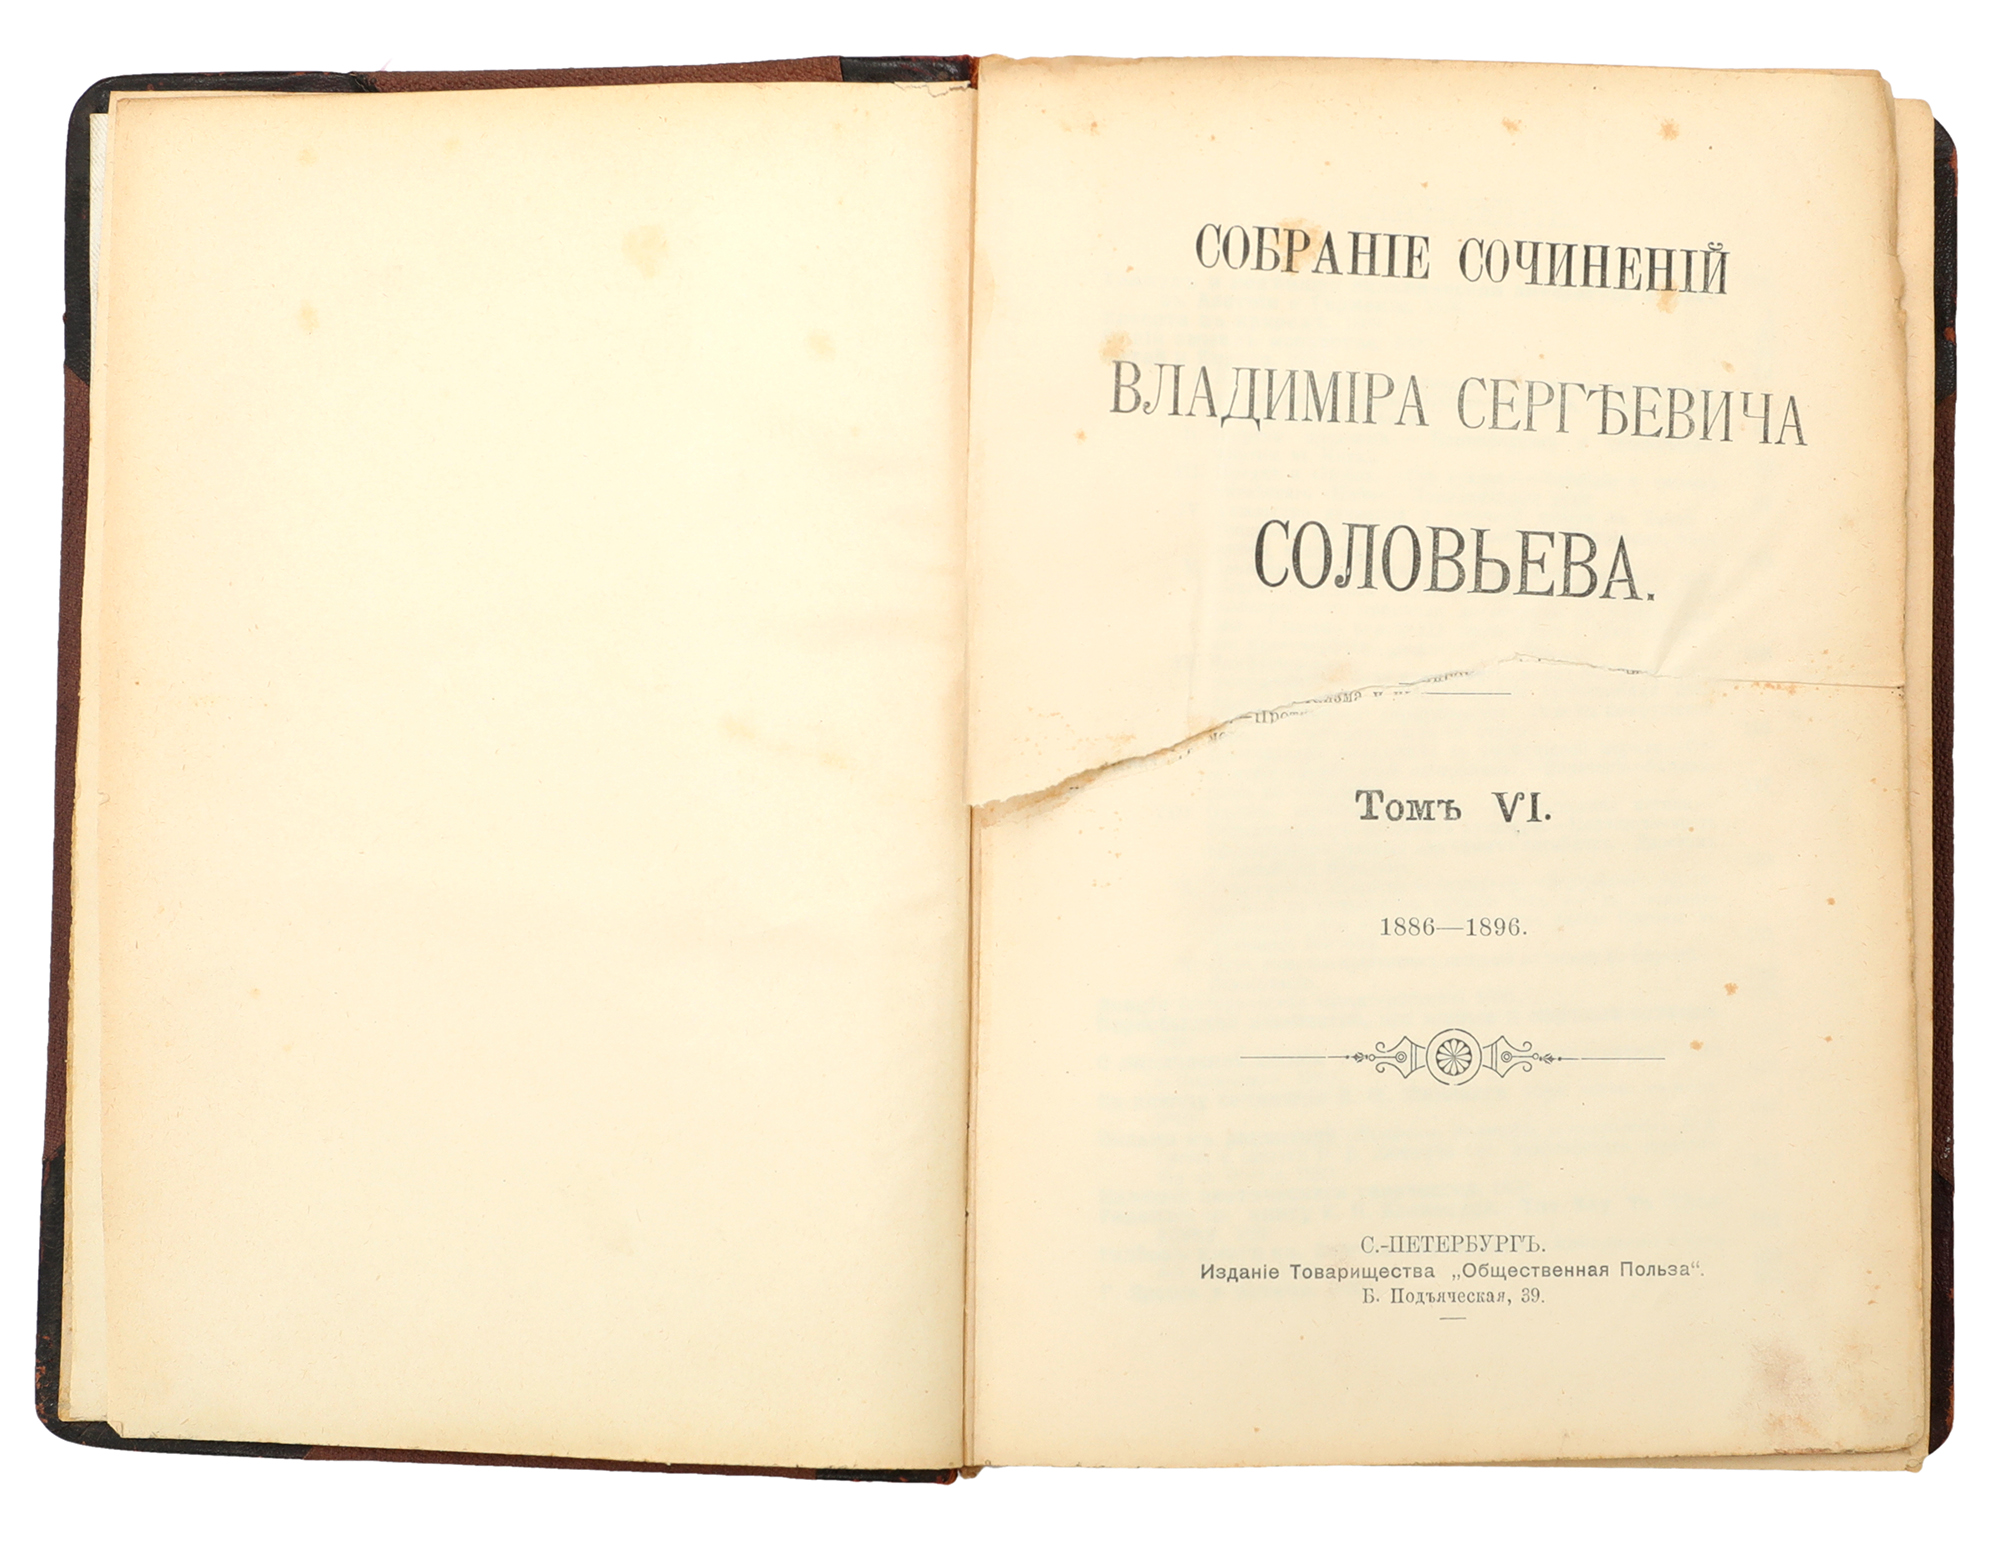 СОБРАНІЕ СОЧИНЕНІЙ
ВЛАДИМІРА СЕРГѢЕВИЧА
СОЛОВЬЕВА.
Томъ VI.
1886—1896.
С.-ПЕТЕРБУРГЪ.
Изданіе Товарищества „Общественная Польза“.
Б. Подъяческая, 39.